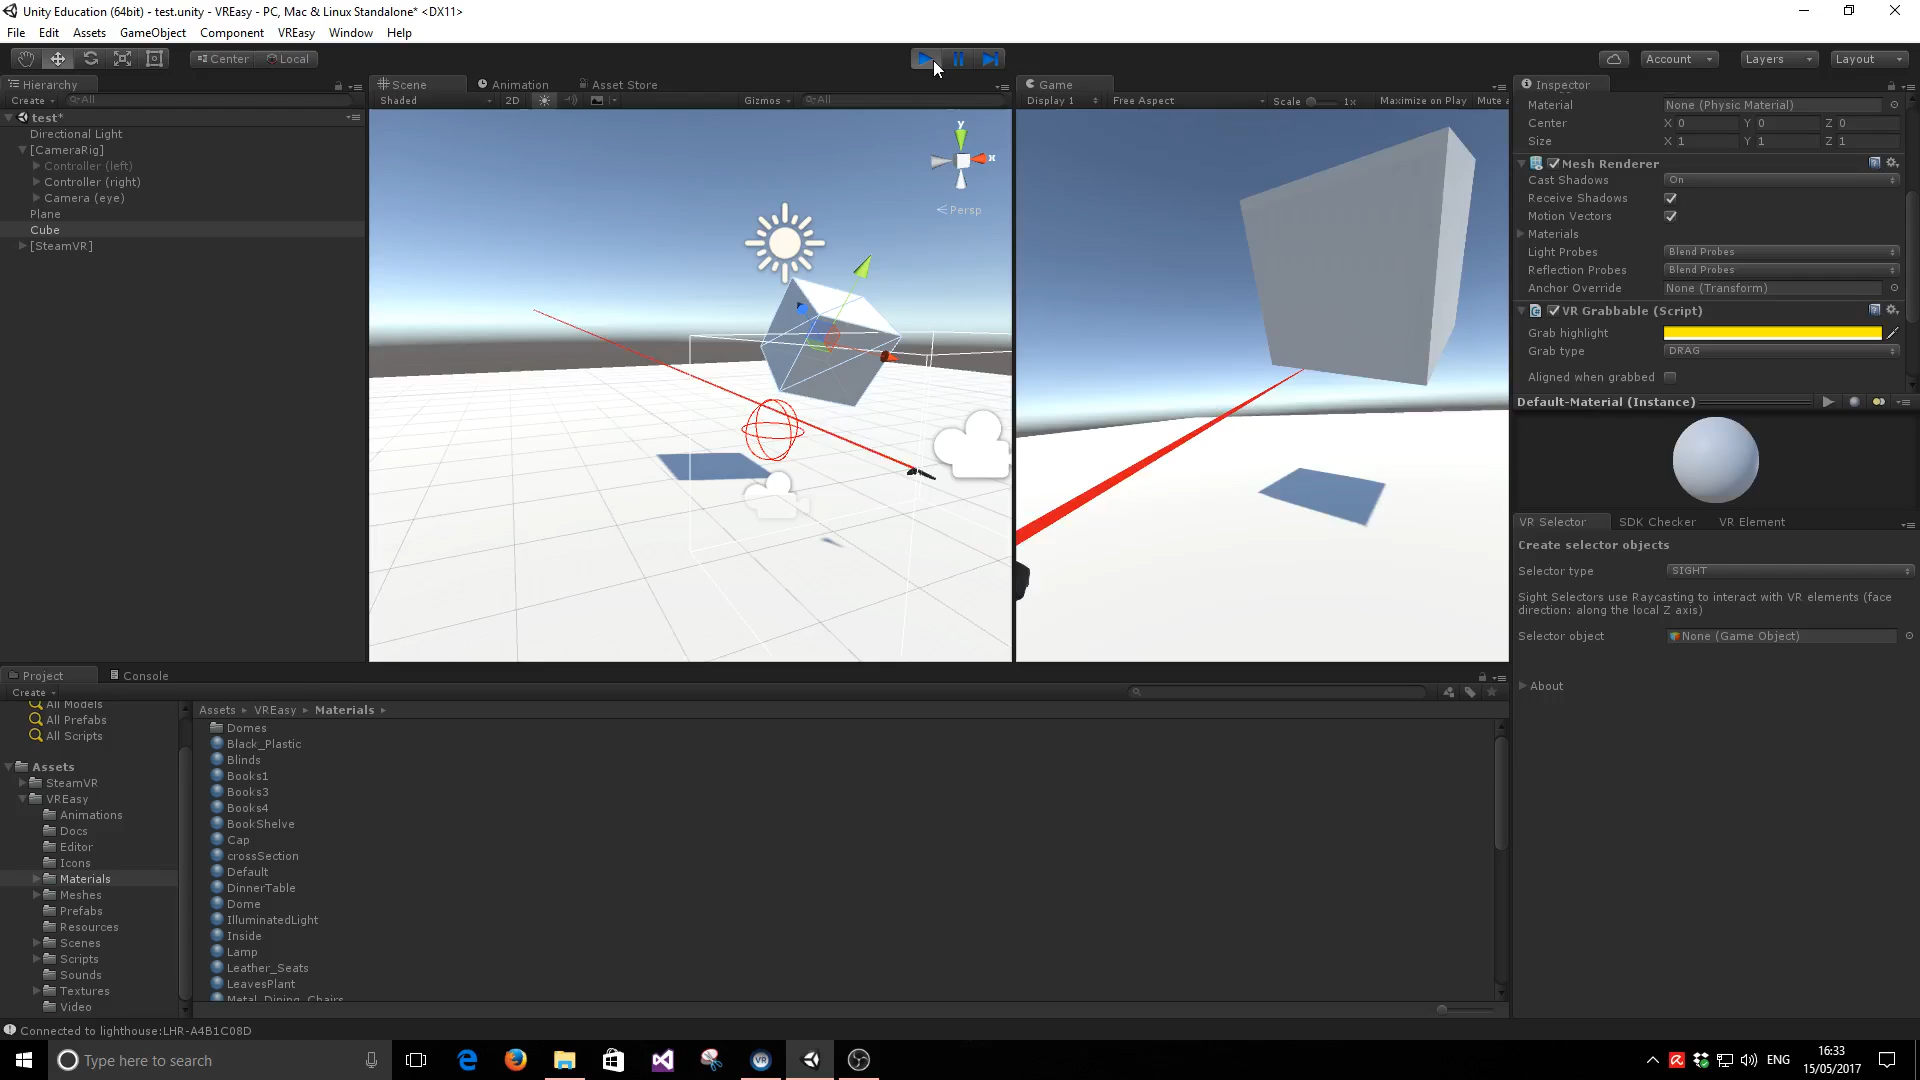 Unity Education (64bit) - test.unity - VREasy - PC, Mac & Linux Standalone* <DX11>
File Edit Assets GameObject Component VREasy Window Help
Center Local
Account Layers Layout
Hierarchy
Create All
test*
Directional Light
[CameraRig]
Controller (left)
Controller (right)
Camera (eye)
Plane
Cube
[SteamVR]
Scene Animation Asset Store
Shaded 2D Gizmos All
y
x
Persp
Game
Display 1 Free Aspect Scale 1x Maximize on Play Mute a
Inspector
Material None (Physic Material)
Center X 0 Y 0 Z 0
Size X 1 Y 1 Z 1
Mesh Renderer
Cast Shadows On
Receive Shadows
Motion Vectors
Materials
Light Probes Blend Probes
Reflection Probes Blend Probes
Anchor Override None (Transform)
VR Grabbable (Script)
Grab highlight
Grab type DRAG
Aligned when grabbed
Default-Material (Instance)
VR Selector SDK Checker VR Element
Create selector objects
Selector type SIGHT
Sight Selectors use Raycasting to interact with VR elements (face
direction: along the local Z axis)
Selector object None (Game Object)
About
Project Console
Create
All Models
All Prefabs
All Scripts
Assets
SteamVR
VREasy
Animations
Docs
Editor
Icons
Materials
Meshes
Prefabs
Resources
Scenes
Scripts
Sounds
Textures
Video
Assets VREasy Materials
Domes
Black_Plastic
Blinds
Books1
Books3
Books4
BookShelve
Cap
crossSection
Default
DinnerTable
Dome
IlluminatedLight
Inside
Lamp
Leather_Seats
LeavesPlant
Metal_Dining_Chairs
Connected to lighthouse:LHR-A4B1C08D
Type here to search
VR
ENG
16:33
15/05/2017